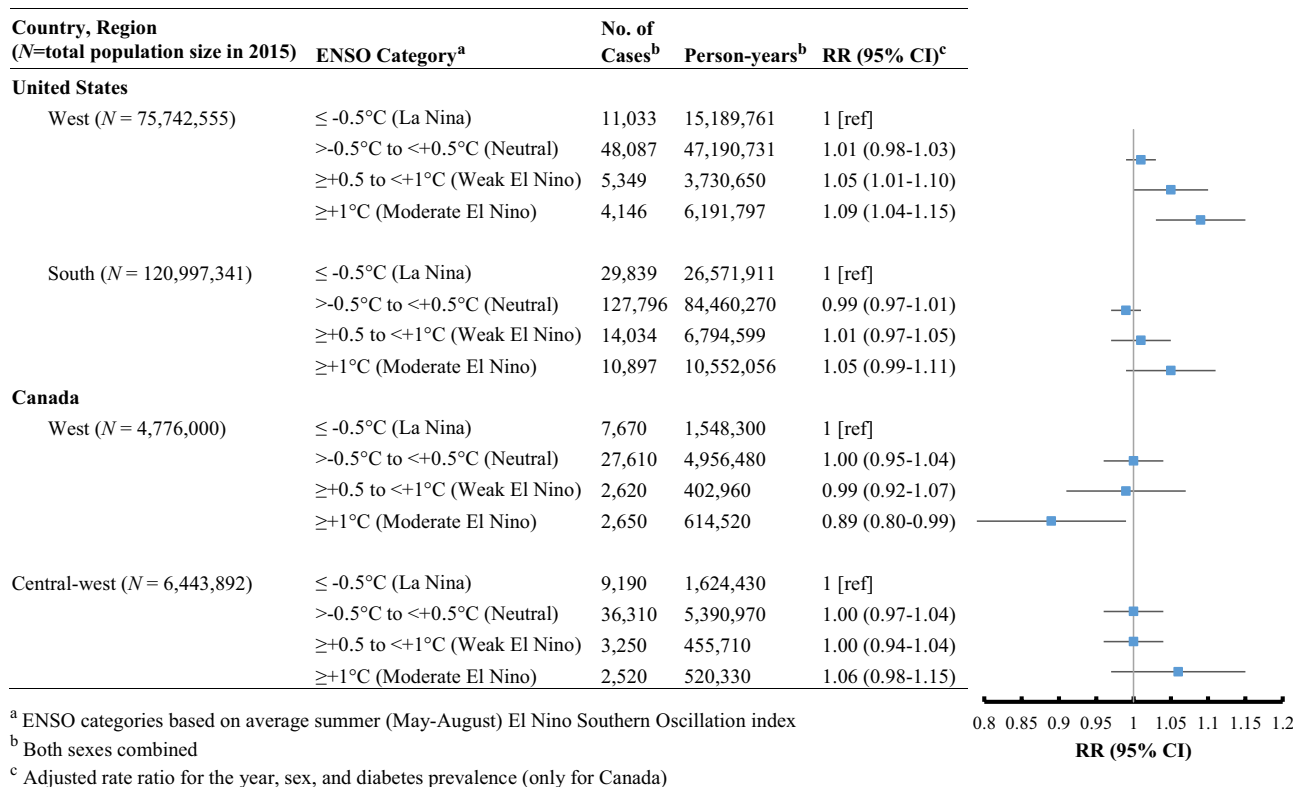 Country, Region
(N=total population size in 2015) ENSO Category^a No. of Cases^b Person-years^b RR (95% CI)^c
United States
West (N = 75,742,555) ≤ -0.5°C (La Nina) 11,033 15,189,761 1 [ref]
>-0.5°C to <+0.5°C (Neutral) 48,087 47,190,731 1.01 (0.98-1.03)
≥+0.5 to <+1°C (Weak El Nino) 5,349 3,730,650 1.05 (1.01-1.10)
≥+1°C (Moderate El Nino) 4,146 6,191,797 1.09 (1.04-1.15)
South (N = 120,997,341) ≤ -0.5°C (La Nina) 29,839 26,571,911 1 [ref]
>-0.5°C to <+0.5°C (Neutral) 127,796 84,460,270 0.99 (0.97-1.01)
≥+0.5 to <+1°C (Weak El Nino) 14,034 6,794,599 1.01 (0.97-1.05)
≥+1°C (Moderate El Nino) 10,897 10,552,056 1.05 (0.99-1.11)
Canada
West (N = 4,776,000) ≤ -0.5°C (La Nina) 7,670 1,548,300 1 [ref]
>-0.5°C to <+0.5°C (Neutral) 27,610 4,956,480 1.00 (0.95-1.04)
≥+0.5 to <+1°C (Weak El Nino) 2,620 402,960 0.99 (0.92-1.07)
≥+1°C (Moderate El Nino) 2,650 614,520 0.89 (0.80-0.99)
Central-west (N = 6,443,892) ≤ -0.5°C (La Nina) 9,190 1,624,430 1 [ref]
>-0.5°C to <+0.5°C (Neutral) 36,310 5,390,970 1.00 (0.97-1.04)
≥+0.5 to <+1°C (Weak El Nino) 3,250 455,710 1.00 (0.94-1.04)
≥+1°C (Moderate El Nino) 2,520 520,330 1.06 (0.98-1.15)
0.8 0.85 0.9 0.95 1 1.05 1.1 1.15 1.2
RR (95% CI)
^a ENSO categories based on average summer (May-August) El Nino Southern Oscillation index
^b Both sexes combined
^c Adjusted rate ratio for the year, sex, and diabetes prevalence (only for Canada)